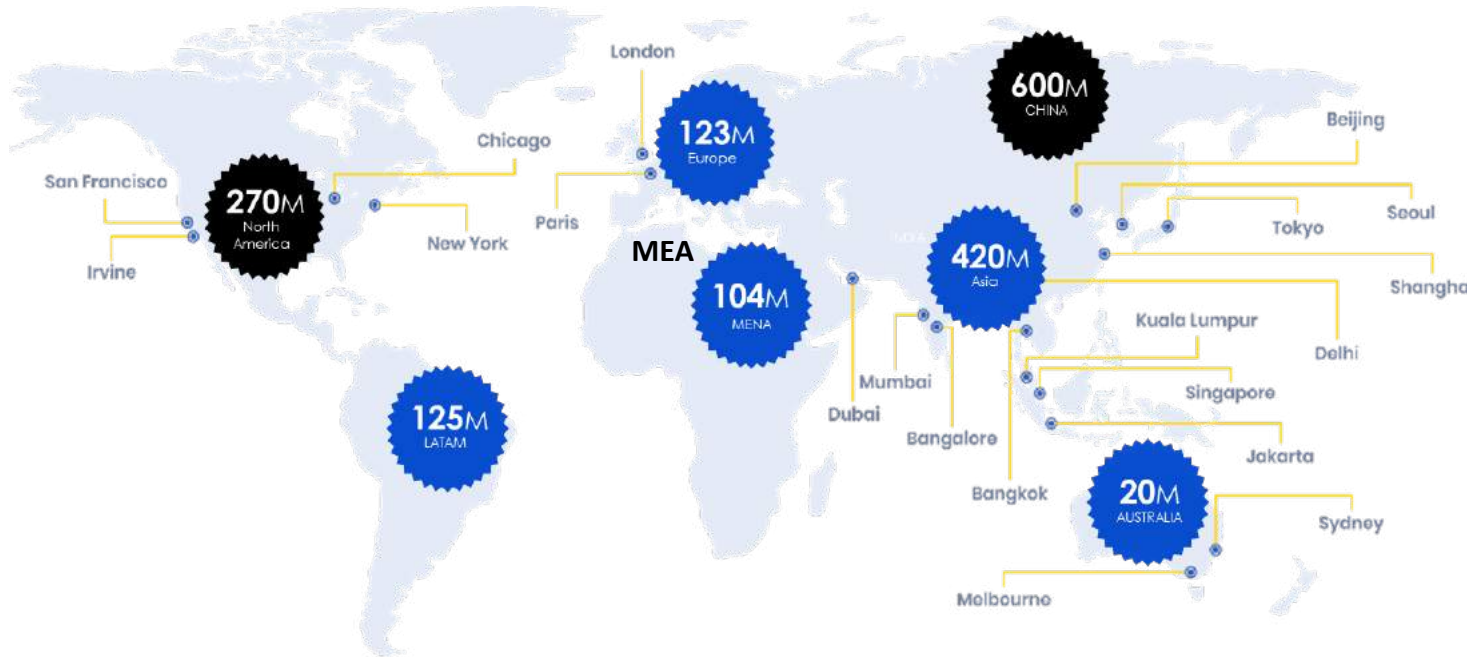 London
600M
CHINA
Beijing
123M
Europe
Chicago
San Francisco
270M
North
America
Paris
New York
Seoul
Tokyo
Irvine
MEA
420M
Asia
Shangha
104M
MENA
Kuala Lumpur
Delhi
Mumbai
Singapore
Dubai
125M
LATAM
Bangalore
Jakarta
Bangkok
20M
AUSTRALIA
Sydney
Melbourne